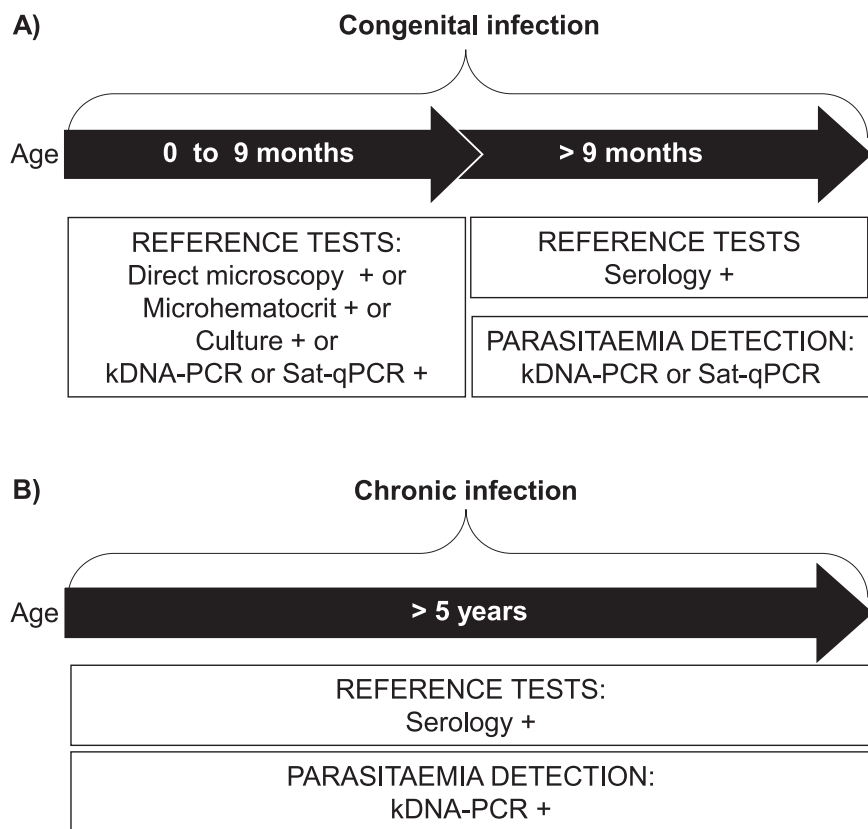 A)
Congenital infection
Age
0 to 9 months
> 9 months
REFERENCE TESTS:
Direct microscopy + or
Microhematocrit + or
Culture + or
kDNA-PCR or Sat-qPCR +
REFERENCE TESTS
Serology +
PARASITAEMIA DETECTION:
kDNA-PCR or Sat-qPCR
B)
Chronic infection
Age
> 5 years
REFERENCE TESTS:
Serology +
PARASITAEMIA DETECTION:
kDNA-PCR +